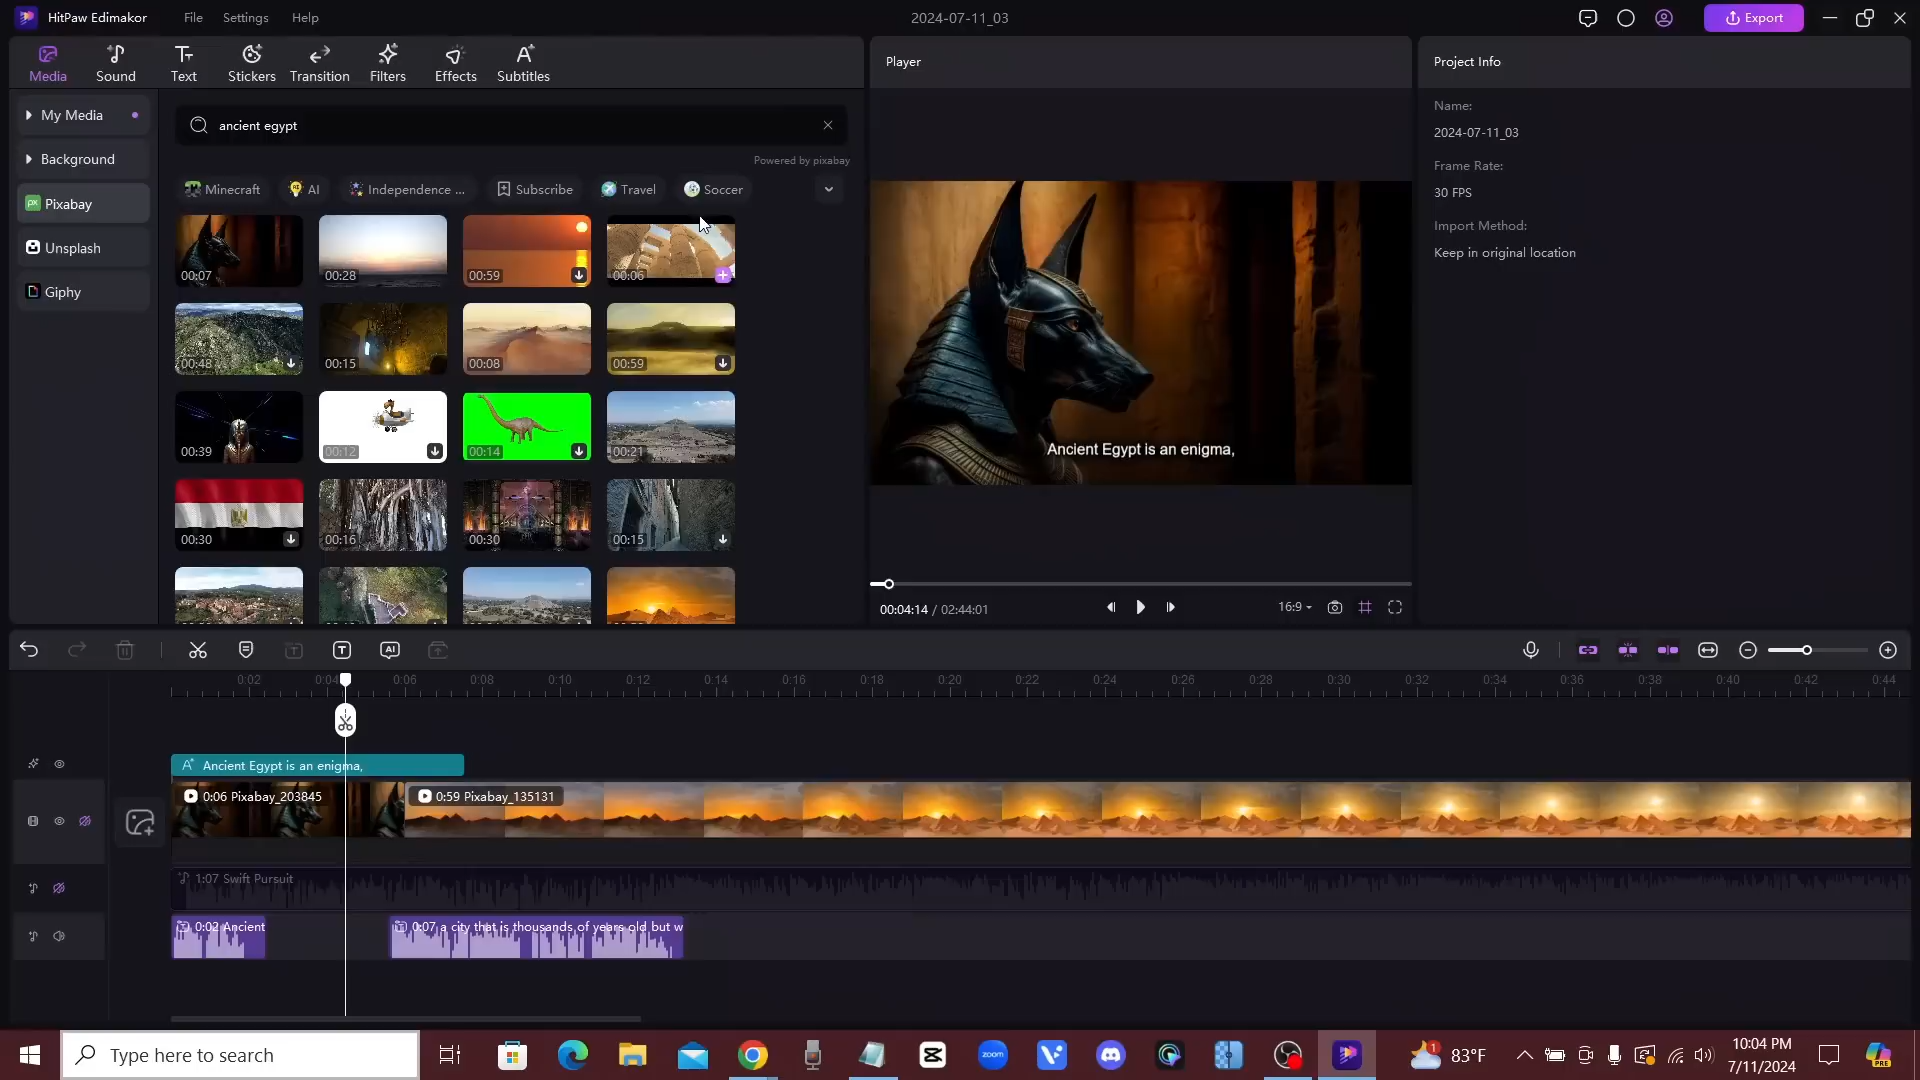 HitPaw Edimakor
File
Settings
Help
2024-07-11_03
Export
Media
Sound
Text
Stickers
Transition
Filters
Effects
Subtitles
My Media
Background
Pixabay
Unsplash
Giphy
ancient egypt
Powered by pixabay
Minecraft
AI
Independence ...
Subscribe
Travel
Soccer
00:07
00:28
00:59
00:06
00:48
00:15
00:08
00:59
00:39
00:12
00:14
00:21
00:30
00:16
00:30
00:15
Player
Ancient Egypt is an enigma,
00:04:14 / 02:44:01
16:9
Project Info
Name:
2024-07-11_03
Frame Rate:
30 FPS
Import Method:
Keep in original location
0:02
0:04
0:06
0:08
0:10
0:12
0:14
0:16
0:18
0:20
0:22
0:24
0:26
0:28
0:30
0:32
0:34
0:36
0:38
0:40
0:42
0:44
Ancient Egypt is an enigma,
0:06 Pixabay_203845
0:59 Pixabay_135131
1:07 Swift Pursuit
0:02 Ancient
0:07 a city that is thousands of years old but w
Type here to search
zoom
1
83°F
10:04 PM
7/11/2024
PRE